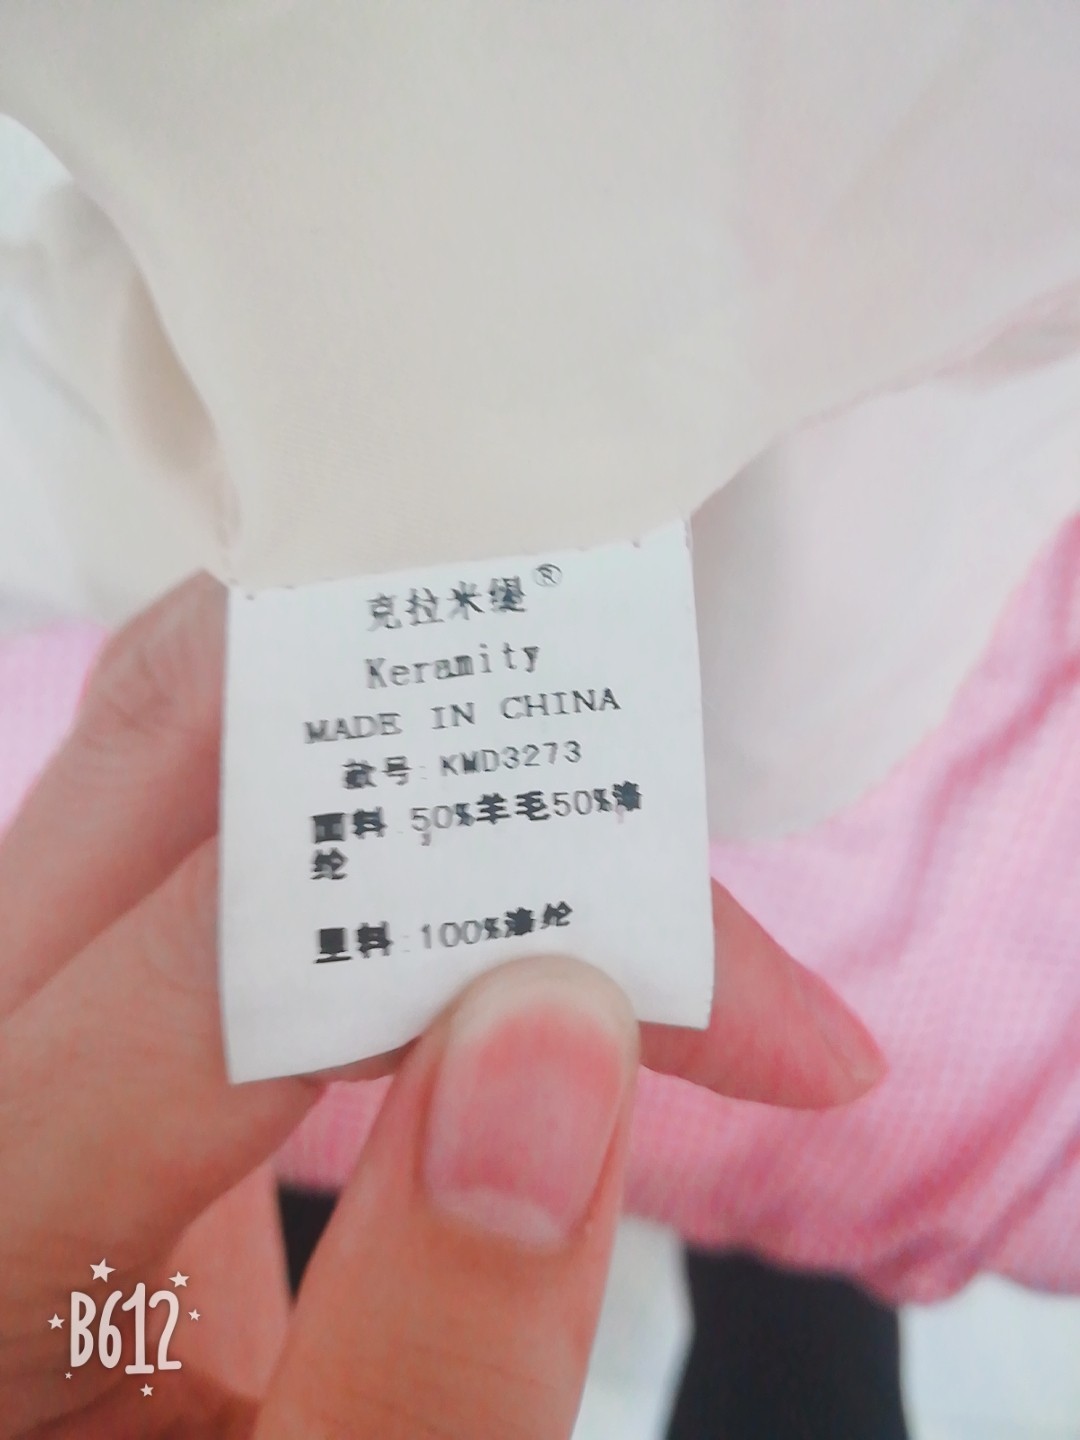 克拉米缇®
Keramity
MADE IN CHINA
款号:KMD3273
面料:50%羊毛50%涤
纶
里料:100%涤纶
B612